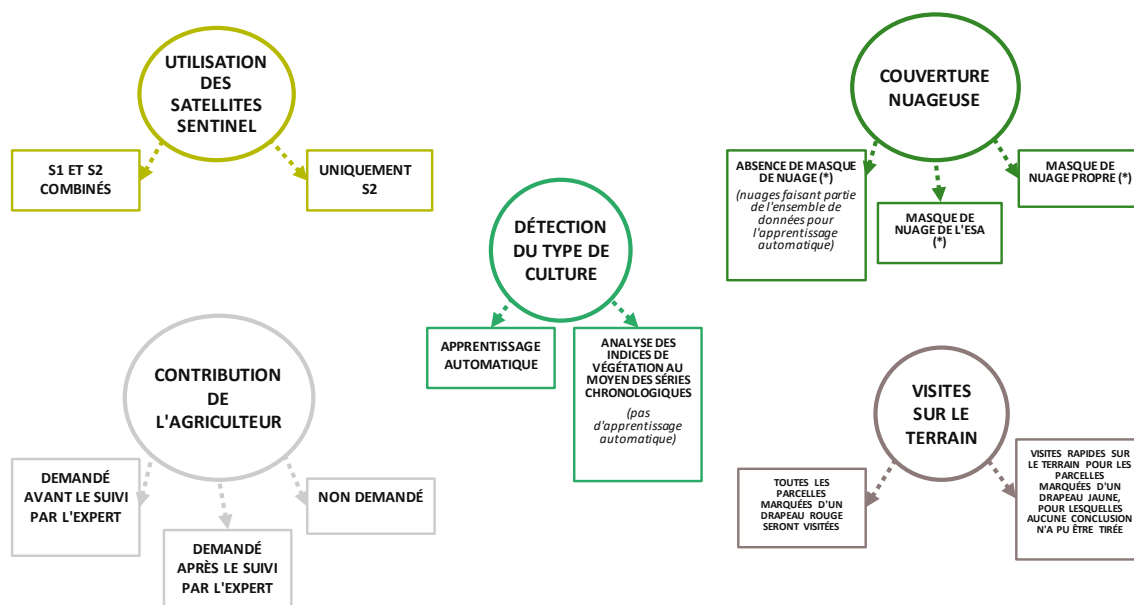 UTILISATION
DES
SATELLITES
SENTINEL
S1 ET S2
COMBINÉS
UNIQUEMENT
S2
COUVERTURE
NUAGEUSE
ABSENCE DE MASQUE
DE NUAGE (*)
(nuages faisant partie
de l'ensemble de
données pour
l'apprentissage
automatique)
MASQUE DE
NUAGE DE L'ESA
(*)
MASQUE DE
NUAGE PROPRE (*)
DÉTECTION
DU TYPE DE
CULTURE
APPRENTISSAGE
AUTOMATIQUE
ANALYSE DES
INDICES DE
VÉGÉTATION AU
MOYEN DES SÉRIES
CHRONOLOGIQUES
(pas
d'apprentissage
automatique)
CONTRIBUTION
DE
L'AGRICULTEUR
DEMANDÉ
AVANT LE SUIVI
PAR L'EXPERT
DEMANDÉ
APRÈS LE SUIVI
PAR L'EXPERT
NON DEMANDÉ
VISITES
SUR LE
TERRAIN
TOUTES LES
PARCELLES
MARQUÉES D'UN
DRAPEAU ROUGE
SERONT VISITÉES
VISITES RAPIDES SUR
LE TERRAIN POUR LES
PARCELLES
MARQUÉES D'UN
DRAPEAU JAUNE,
POUR LESQUELLES
AUCUNE CONCLUSION
N'A PU ÊTRE TIRÉE